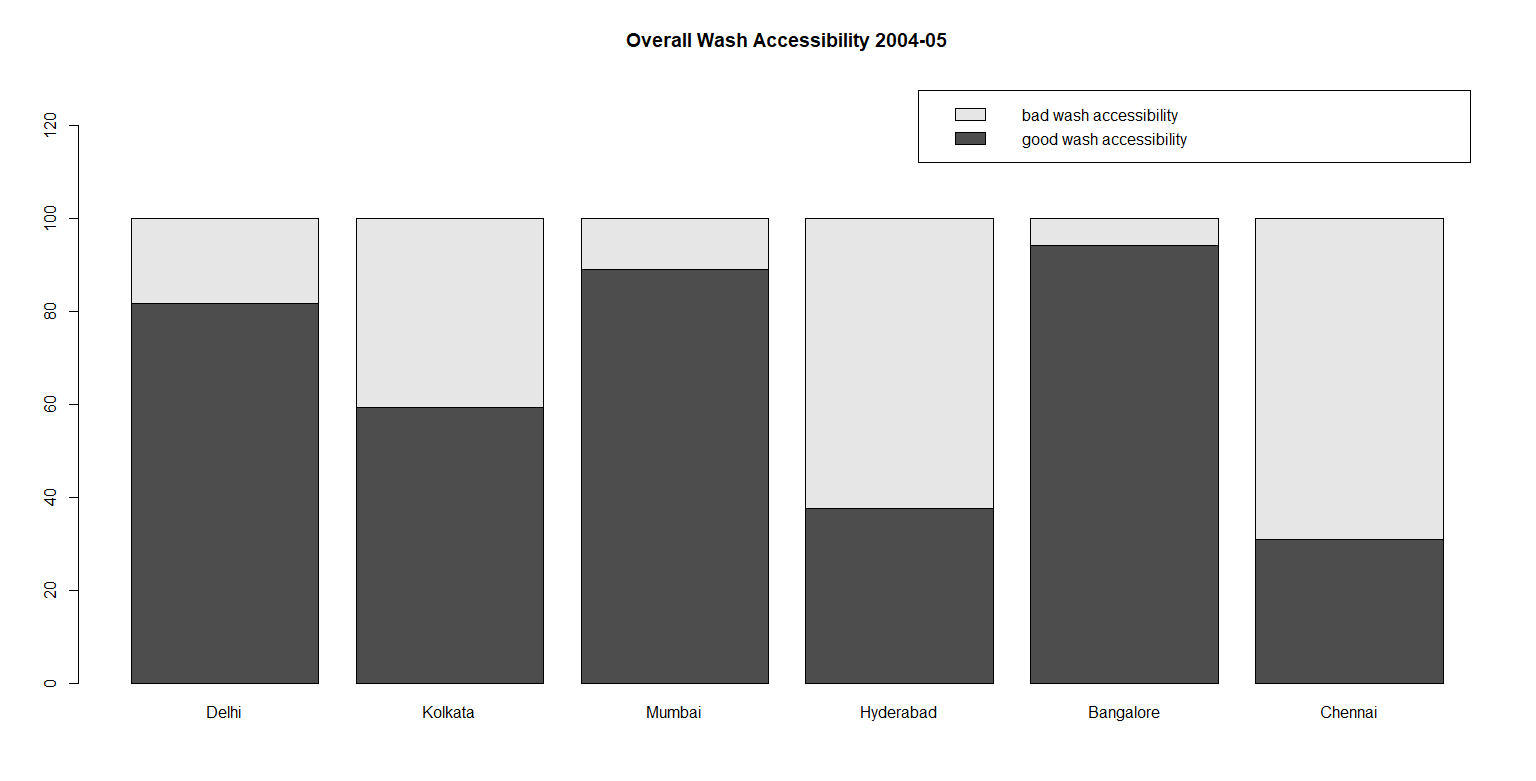 Overall Wash Accessibility 2004-05
bad wash accessibility
good wash accessibility
120
100
80
60
40
20
0
Delhi Kolkata Mumbai Hyderabad Bangalore Chennai